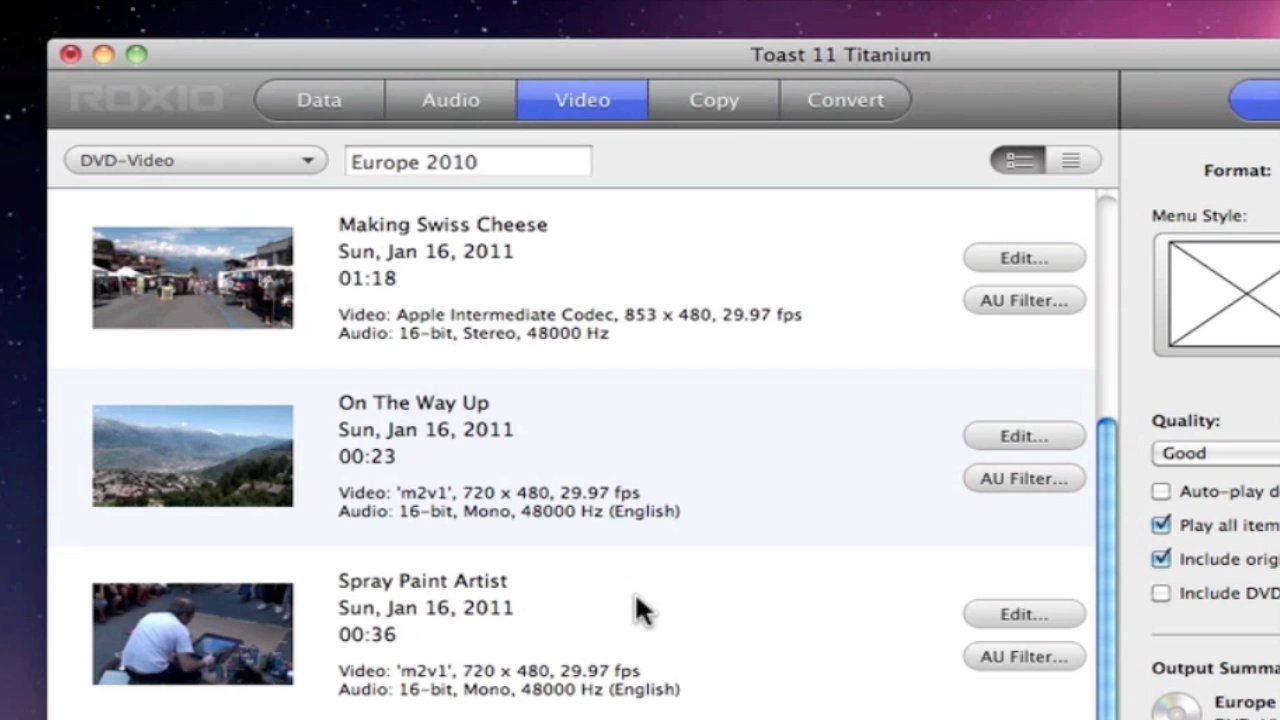 Toast 11 Titanium
ROXIO
Data
Audio
Video
Copy
Convert
DVD-Video
Europe 2010
Making Swiss Cheese
Sun, Jan 16, 2011
01:18
Video: Apple Intermediate Codec, 853 x 480, 29.97 fps
Audio: 16-bit, Stereo, 48000 Hz
Edit...
AU Filter...
On The Way Up
Sun, Jan 16, 2011
00:23
Video: 'm2v1', 720 x 480, 29.97 fps
Audio: 16-bit, Mono, 48000 Hz (English)
Edit...
AU Filter...
Spray Paint Artist
Sun, Jan 16, 2011
00:36
Video: 'm2v1', 720 x 480, 29.97 fps
Audio: 16-bit, Mono, 48000 Hz (English)
Edit...
AU Filter...
Format:
Menu Style:
Quality:
Good
Auto-play d
Play all item
Include orig
Include DVD
Output Summa
Europe